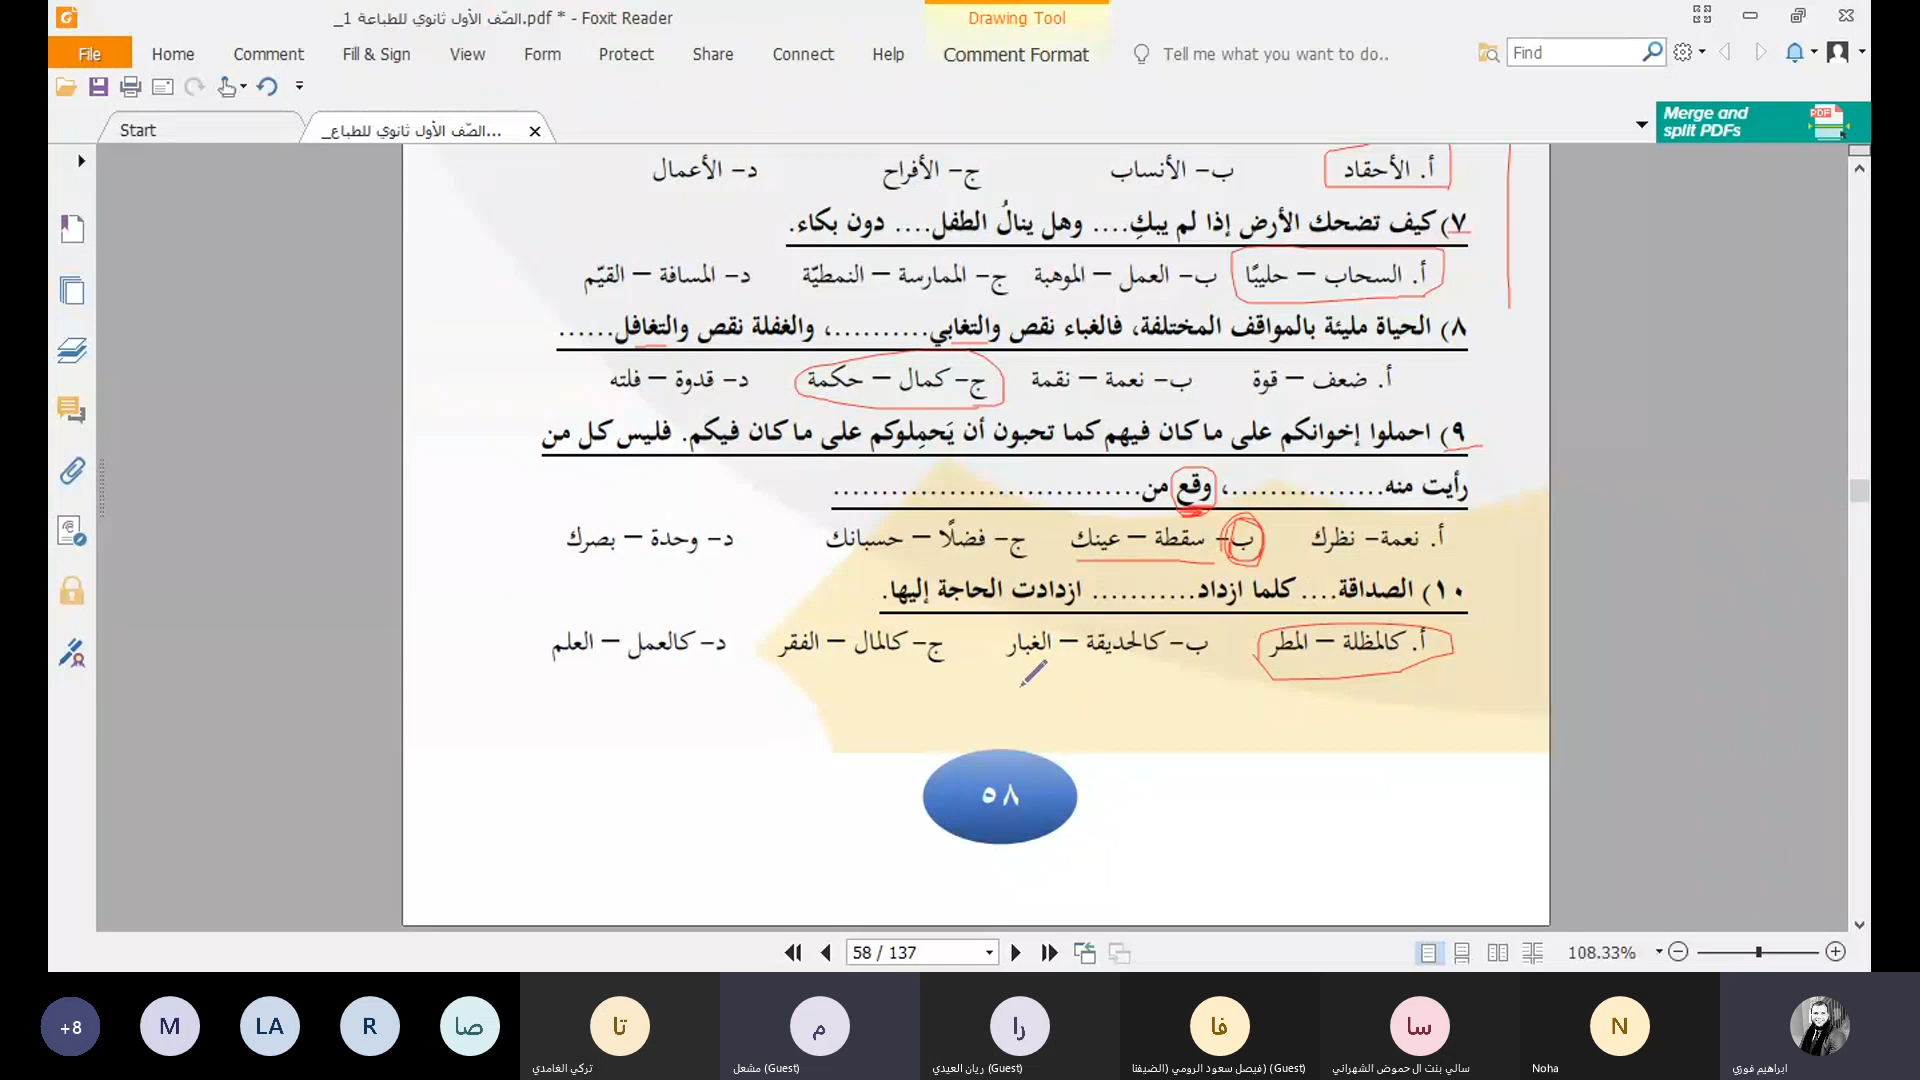 _الصّف الأول ثانوي للطباعة 1.pdf * - Foxit Reader
Drawing Tool
File Home Comment Fill & Sign View Form Protect Share Connect Help Comment Format Tell me what you want to do.. Find
Start
_الصّف الأول ثانوي للطباع...
Merge and
split PDFs
أ. الأحقاد ب- الأنساب ج- الأفراح د- الأعمال
٧) كيف تضحك الأرض إذا لم يبكِ.... وهل ينالُ الطفل.... دون بكاء.
أ. السحاب – حليبًا ب- العمل – الموهبة ج- الممارسة – النمطيّة د- المسافة – القيّم
٨) الحياة مليئة بالمواقف المختلفة، فالغباء نقص والتغابي..........، والغفلة نقص والتغافل......
أ. ضعف – قوة ب- نعمة – نقمة ج- كمال – حكمة د- قدوة – فلته
٩) احملوا إخوانكم على ما كان فيهم كما تحبون أن يَحمِلوكم على ما كان فيكم. فليس كل من
رأيت منه................، وقع من................................
أ. نعمة- نظرك ب- سقطة – عينك ج- فضلًا – حسبانك د- وحدة – بصرك
١٠) الصداقة.... كلما ازداد........... ازدادت الحاجة إليها.
أ. كالمظلة – المطر ب- كالحديقة – الغبار ج- كالمال – الفقر د- كالعمل – العلم
٥٨
58 / 137
108.33%
+8 M LA R صا تا م را فا سا N
تركي الغامدي
مشعل (Guest)
ريان العيدي (Guest)
فيصل سعود الرومي (الضيفنا) (Guest)
سالي بنت ال حموض الشهراني
Noha
ابراهيم فوزي